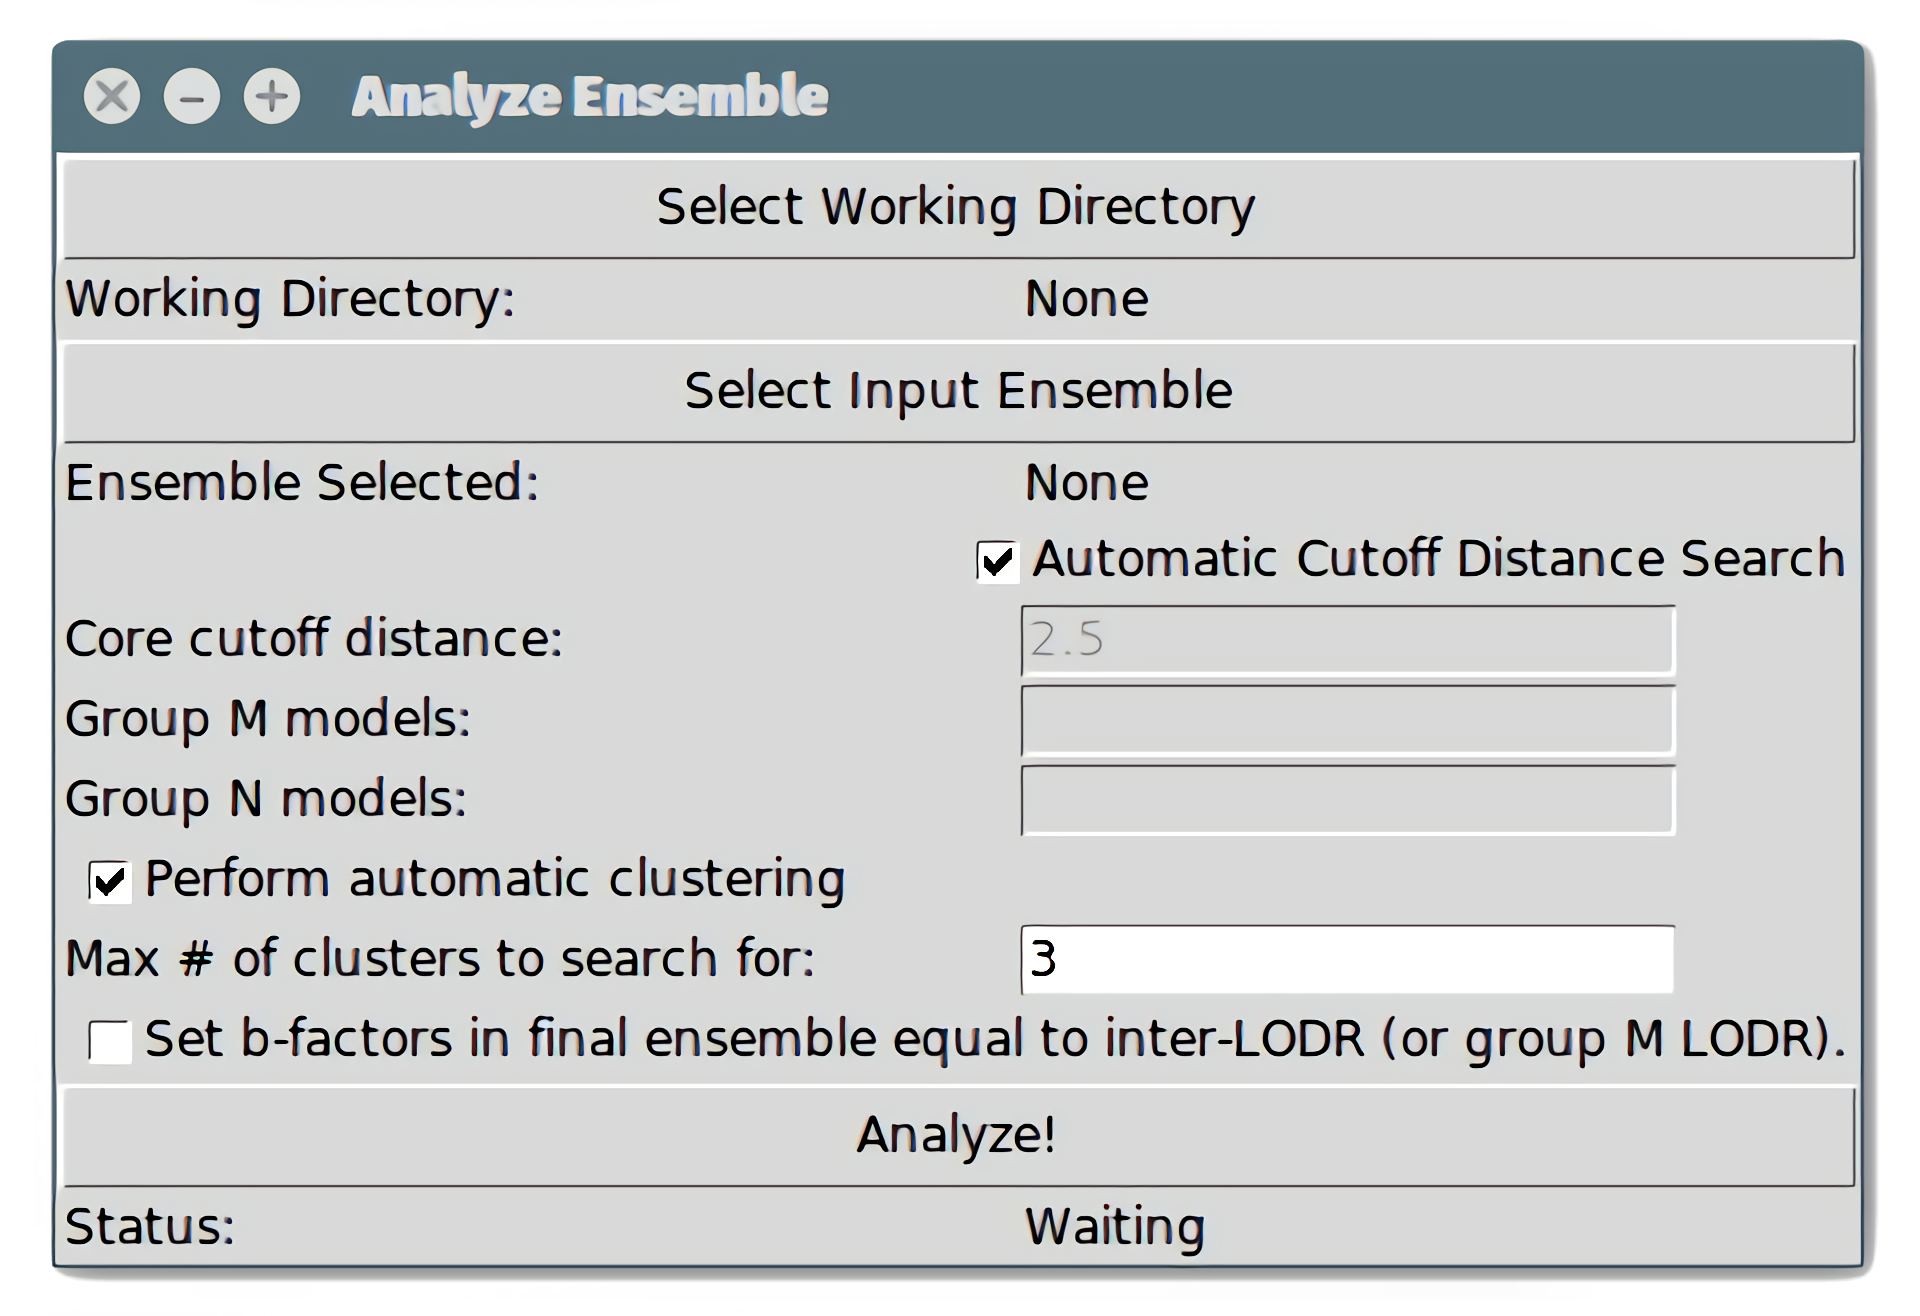 Analyze Ensemble
Select Working Directory
Working Directory: None
Select Input Ensemble
Ensemble Selected: None
Automatic Cutoff Distance Search
Core cutoff distance: 2.5
Group M models:
Group N models:
Perform automatic clustering
Max # of clusters to search for: 3
Set b-factors in final ensemble equal to inter-LODR (or group M LODR).
Analyze!
Status: Waiting